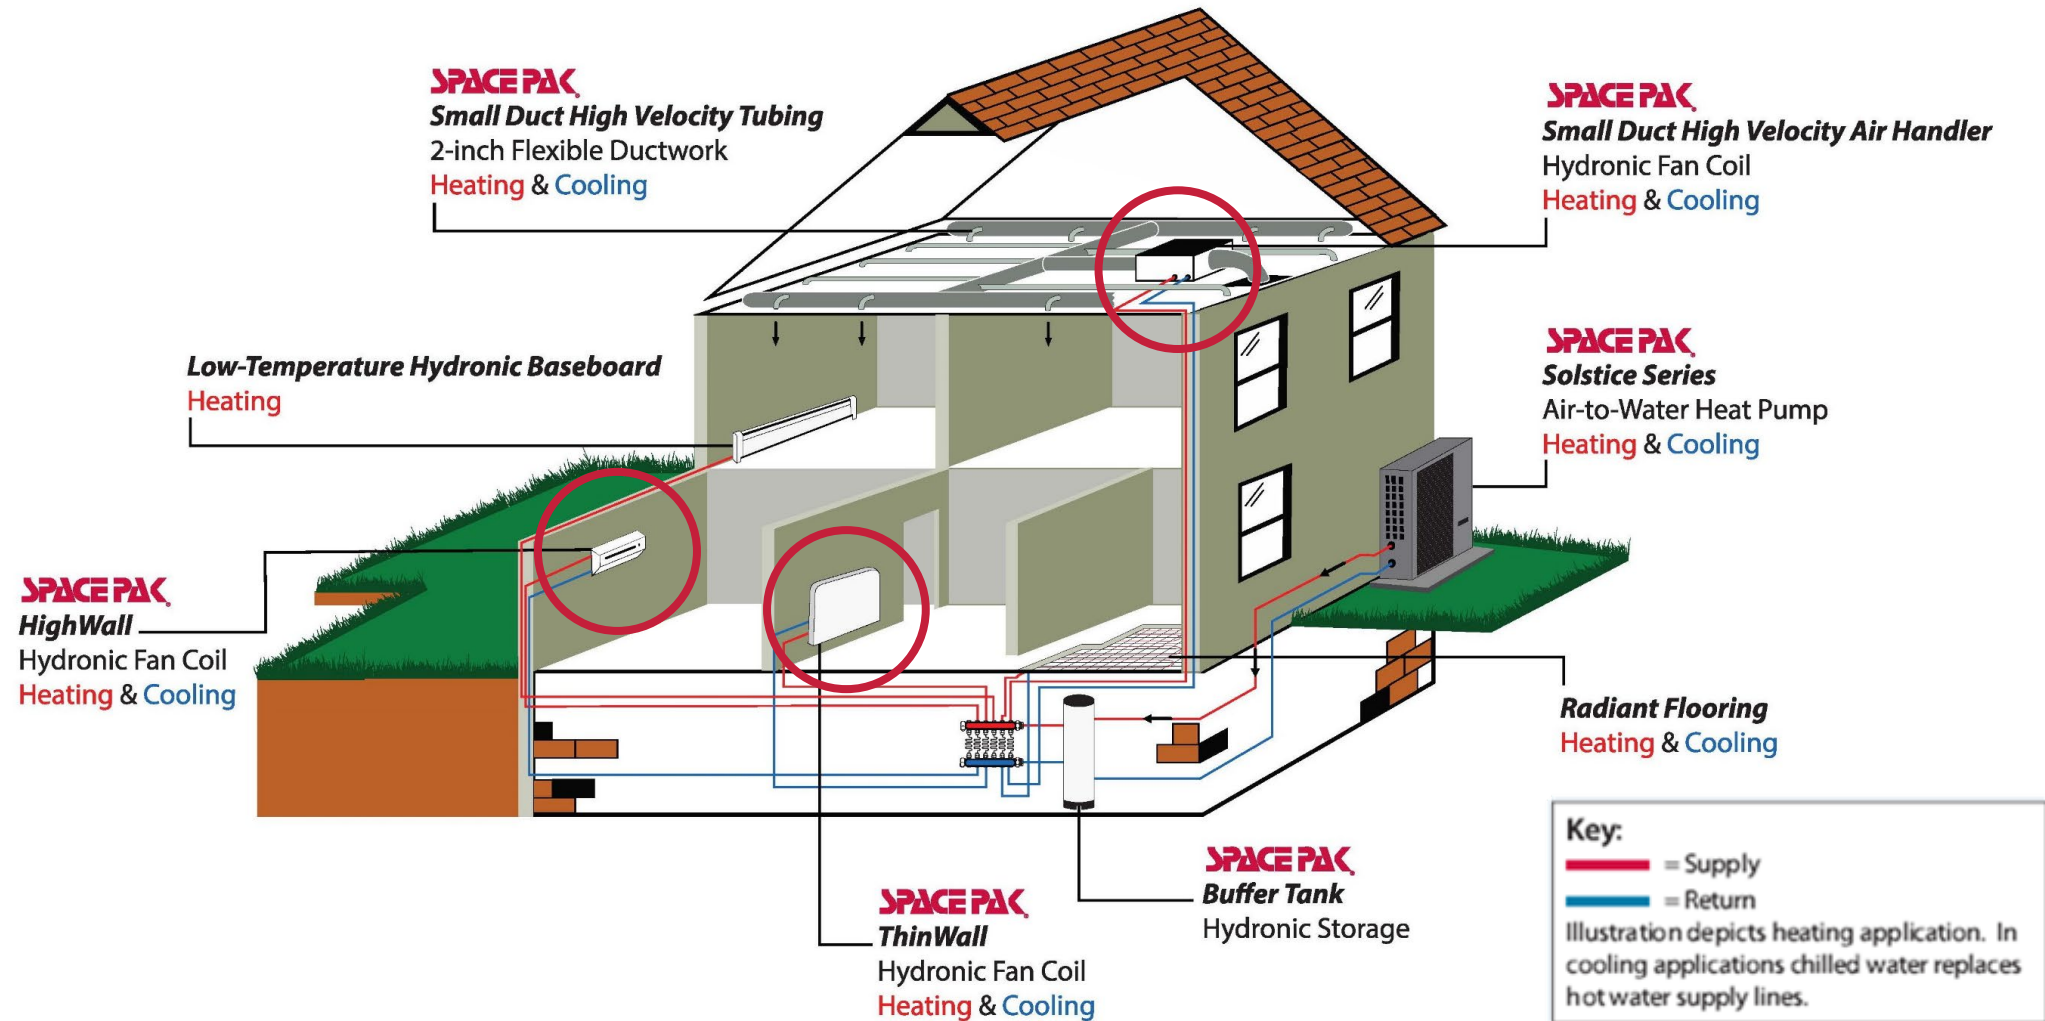 SPACE PAK
Small Duct High Velocity Tubing
2-inch Flexible Ductwork
Heating & Cooling
SPACE PAK
Small Duct High Velocity Air Handler
Hydronic Fan Coil
Heating & Cooling
Low-Temperature Hydronic Baseboard
Heating
SPACE PAK
Solstice Series
Air-to-Water Heat Pump
Heating & Cooling
SPACE PAK
HighWall
Hydronic Fan Coil
Heating & Cooling
Radiant Flooring
Heating & Cooling
SPACE PAK
Buffer Tank
Hydronic Storage
SPACE PAK
ThinWall
Hydronic Fan Coil
Heating & Cooling
Key:
= Supply
= Return
Illustration depicts heating application. In
cooling applications chilled water replaces
hot water supply lines.